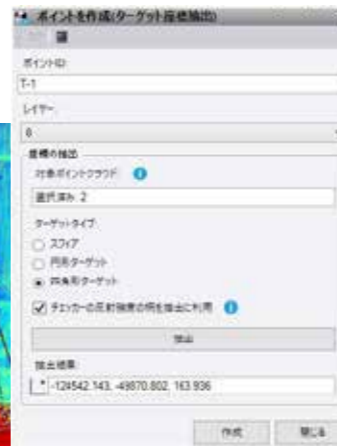 ポイントを作成(ターゲット座標抽出)
ポイントID:
T-1
レイヤー:
0
座標の抽出
対象ポイントクラウド:
選択済み: 2
ターゲットタイプ:
スフィア
円形ターゲット
四角形ターゲット
チェッカーの反射強度の柄を抽出に利用
抽出
抽出結果:
-124542.143, -49870.802, 163.936
作成
閉じる